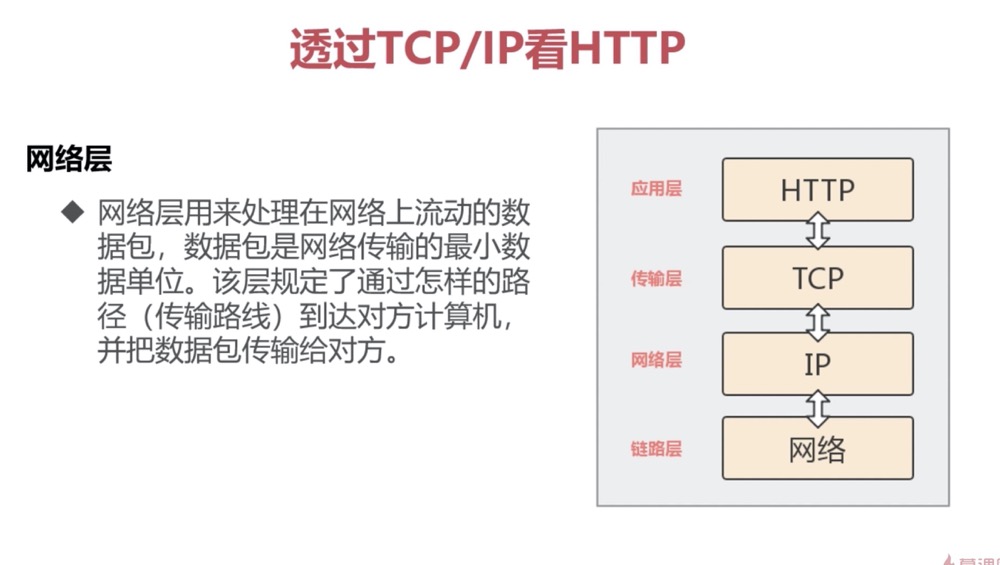 透过TCP/IP看HTTP
网络层
网络层用来处理在网络上流动的数
据包，数据包是网络传输的最小数
据单位。该层规定了通过怎样的路
径（传输路线）到达对方计算机，
并把数据包传输给对方。
应用层
HTTP
传输层
TCP
网络层
IP
链路层
网络